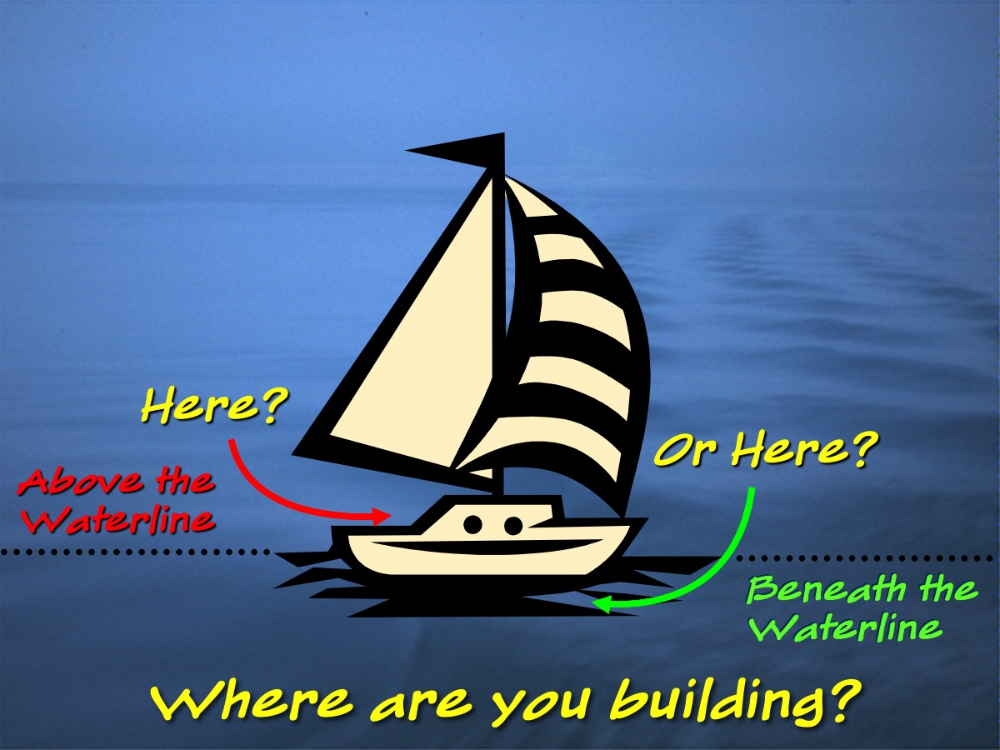 Here?
Or Here?
Above the
Waterline
Beneath the
Waterline
Where are you building?